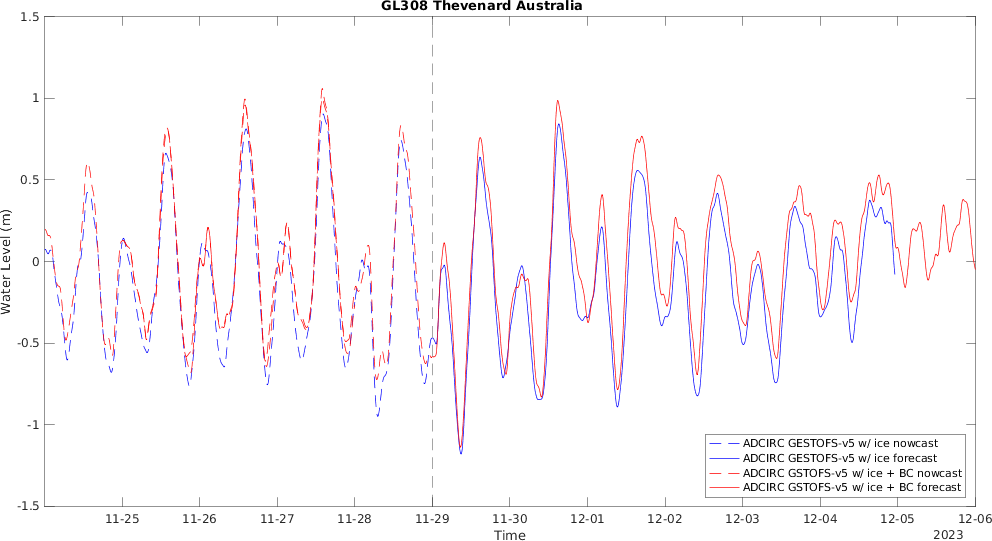 GL308 Thevenard Australia
1.5
1
0.5
0
-0.5
-1
-1.5
Water Level (m)
ADCIRC GESTOFS-v5 w/ ice nowcast
ADCIRC GESTOFS-v5 w/ ice forecast
ADCIRC GSTOFS-v5 w/ ice + BC nowcast
ADCIRC GSTOFS-v5 w/ ice + BC forecast
11-25 11-26 11-27 11-28 11-29 11-30 12-01 12-02 12-03 12-04 12-05 12-06
Time
2023